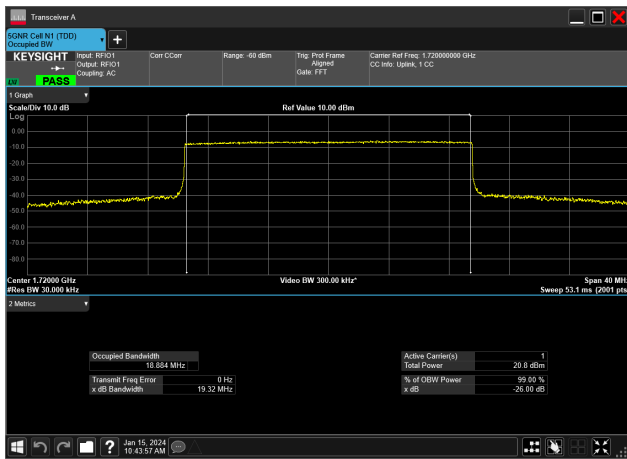 Transceiver A
5GNR Cell N1 (TDD)
Occupied BW
KEYSIGHT
Input: RFIO1
Output: RFIO1
Coupling: AC
Corr CCorr
Range: -60 dBm
Trig: Prot Frame
Aligned
Gate: FFT
Carrier Ref Freq: 1.720000000 GHz
CC Info: Uplink, 1 CC
PASS
1 Graph
Scale/Div 10.0 dB
Ref Value 10.00 dBm
Log
0.00
-10.0
-20.0
-30.0
-40.0
-50.0
-60.0
-70.0
-80.0
Center 1.72000 GHz
Video BW 300.00 kHz*
Span 40 MHz
#Res BW 30.000 kHz
Sweep 53.1 ms (2001 pts
2 Metrics
Occupied Bandwidth
18.884 MHz
Transmit Freq Error 0 Hz
x dB Bandwidth 19.32 MHz
Active Carrier(s) 1
Total Power 20.8 dBm
% of OBW Power 99.00 %
x dB -26.00 dB
Jan 15, 2024
10:43:57 AM